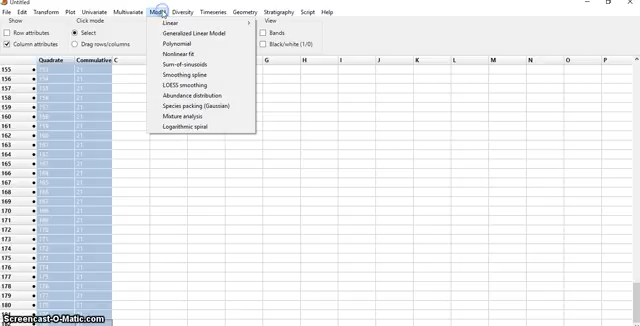 Untitled
File Edit Transform Plot Univariate Multivariate Model Diversity Timeseries Geometry Stratigraphy Script Help
Show Click mode View
Row attributes Select Bands
Column attributes Drag rows/columns Black/white (1/0)
Linear
Generalized Linear Model
Polynomial
Nonlinear fit
Sum-of-sinusoids
Smoothing spline
LOESS smoothing
Abundance distribution
Species packing (Gaussian)
Mixture analysis
Logarithmic spiral
Quadrate Commulative C G H I J K L M N O P
155
156
157
158
159
160
161
162
163
164
165
166
167
168
169
170
171
172
173
174
175
176
177
178
179
180
Screencast-O-Matic.com